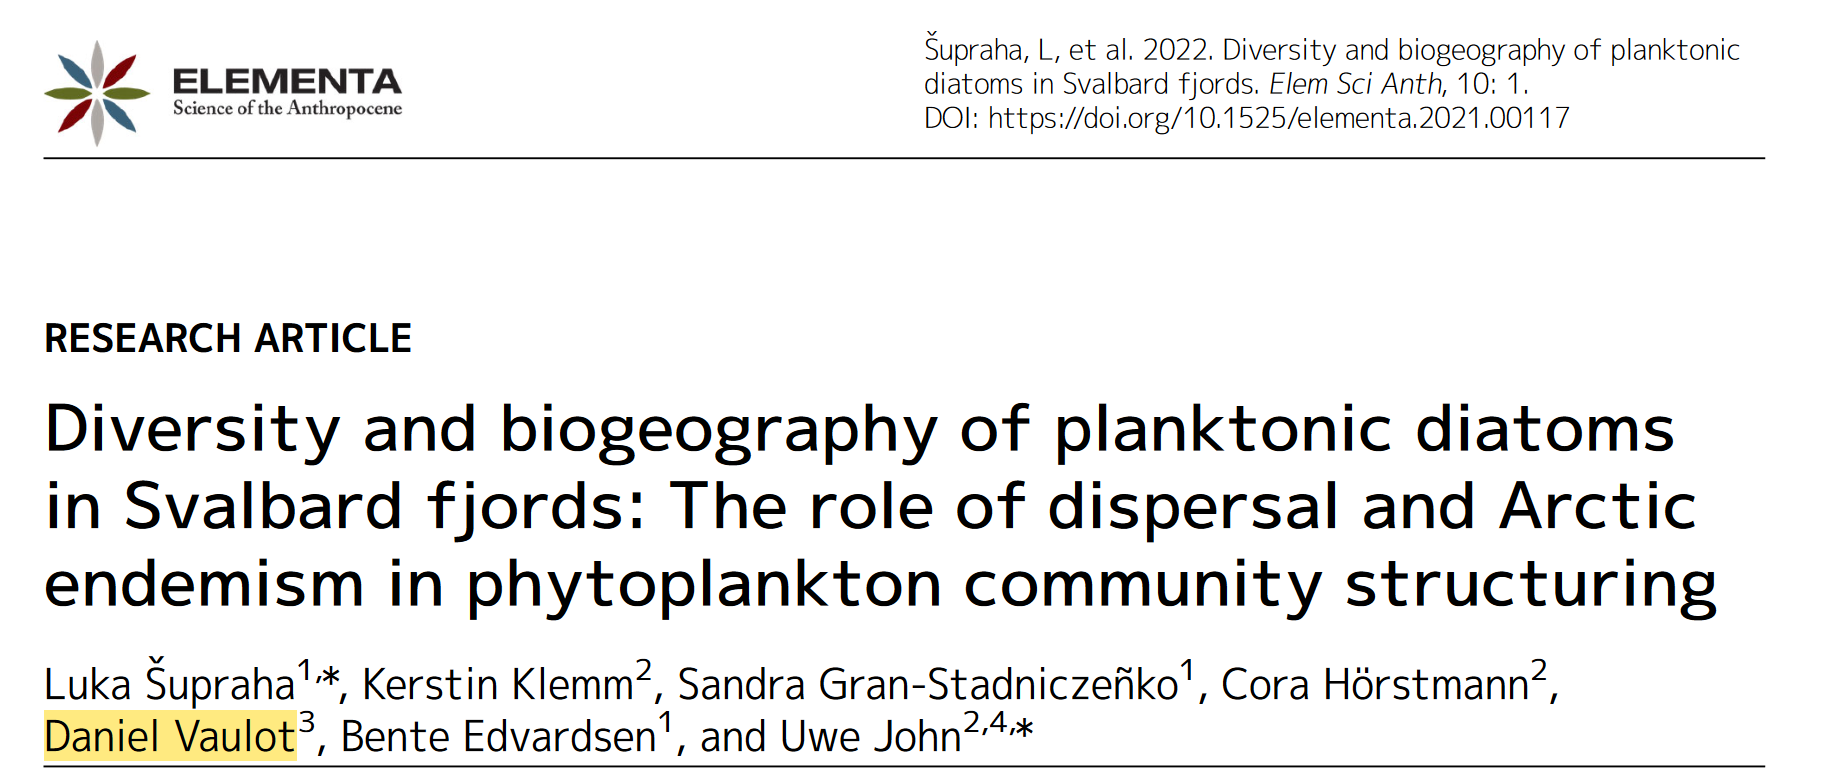 ELEMENTA
Science of the Anthropocene
Šupraha, L, et al. 2022. Diversity and biogeography of planktonic
diatoms in Svalbard fjords. Elem Sci Anth, 10: 1.
DOI: https://doi.org/10.1525/elementa.2021.00117
RESEARCH ARTICLE
Diversity and biogeography of planktonic diatoms
in Svalbard fjords: The role of dispersal and Arctic
endemism in phytoplankton community structuring
Luka Šupraha1,*, Kerstin Klemm2, Sandra Gran-Stadniczeñko1, Cora Hörstmann2,
Daniel Vaulot3, Bente Edvardsen1, and Uwe John2,4,*